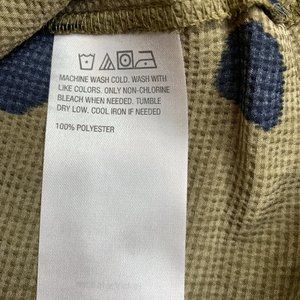 MACHINE WASH COLD. WASH WITH
LIKE COLORS. ONLY NON-CHLORINE
BLEACH WHEN NEEDED. TUMBLE
DRY LOW. COOL IRON IF NEEDED
100% POLYESTER